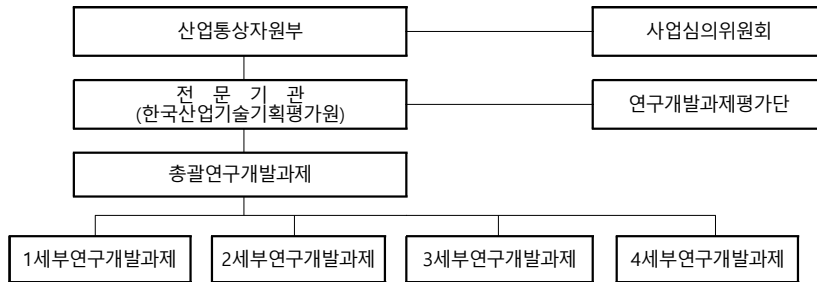 산업통상자원부
사업심의위원회
전 문 기 관
(한국산업기술기획평가원)
연구개발과제평가단
총괄연구개발과제
1세부연구개발과제
2세부연구개발과제
3세부연구개발과제
4세부연구개발과제